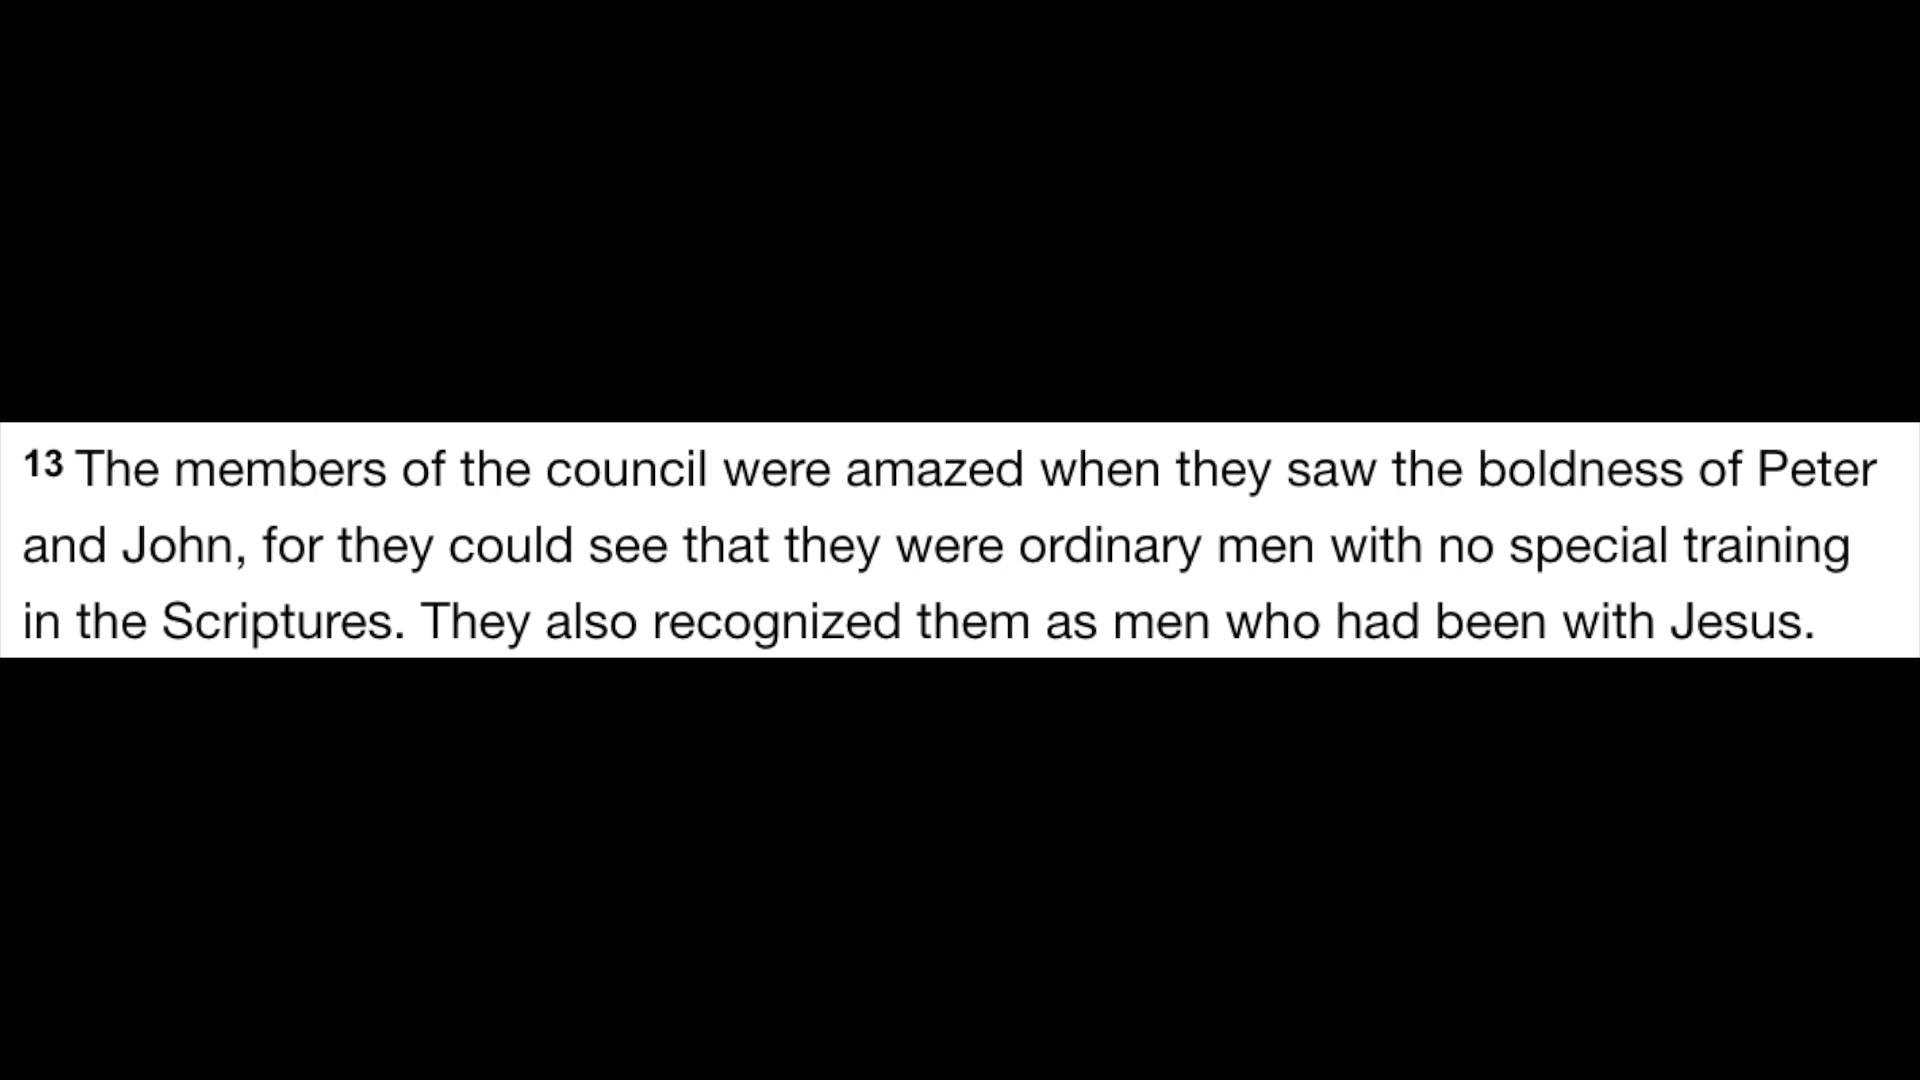 13 The members of the council were amazed when they saw the boldness of Peter
and John, for they could see that they were ordinary men with no special training
in the Scriptures. They also recognized them as men who had been with Jesus.